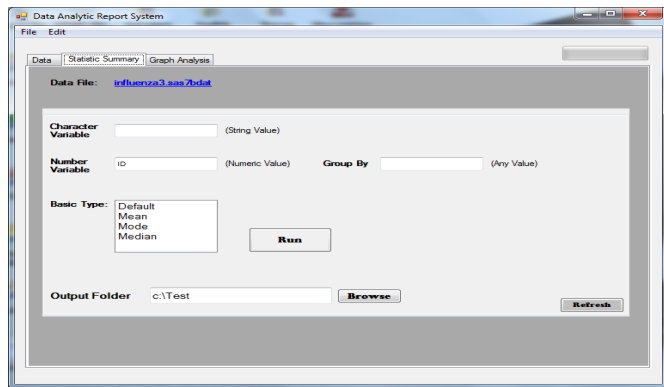 Data Analytic Report System
File Edit
Data Statistic Summary Graph Analysis
Data File: influenza3.sas7bdat
Character Variable (String Value)
Number Variable ID (Numeric Value) Group By (Any Value)
Basic Type: Default
Mean
Mode
Median
Run
Output Folder c:\Test Browse
Refresh